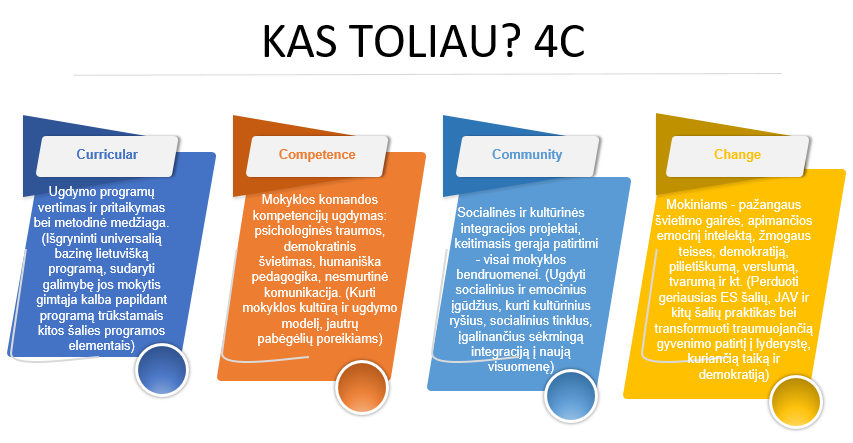 KAS TOLIAU? 4C
Curricular
Ugdymo programų
vertimas ir pritaikymas
bei metodinė medžiaga.
(Išgryninti universalią
bazinę lietuvišką
programą, sudaryti
galimybę jos mokytis
gimtąja kalba papildant
programą trūkstamais
kitos šalies programos
elementais)
Competence
Mokyklos komandos
kompetencijų ugdymas:
psichologinės traumos,
demokratinis
švietimas, humaniška
pedagogika, nesmurtinė
komunikacija. (Kurti
mokyklos kultūrą ir ugdymo
modelį, jautrų
pabėgėlių poreikiams)
Community
Socialinės ir kultūrinės
integracijos projektai,
keitimasis gerąja patirtimi
- visai mokyklos
bendruomenei. (Ugdyti
socialinius ir emocinius
įgūdžius, kurti kultūrinius
ryšius, socialinius tinklus,
įgalinančius sėkmingą
integraciją į naują
visuomenę)
Change
Mokiniams - pažangaus
švietimo gairės, apimančios
emocinį intelektą, žmogaus
teises, demokratiją,
pilietiškumą, verslumą,
tvarumą ir kt. (Perduoti
geriausias ES šalių, JAV ir
kitų šalių praktikas bei
transformuoti traumuojančią
gyvenimo patirtį į lyderystę,
kuriančią taiką ir
demokratiją)